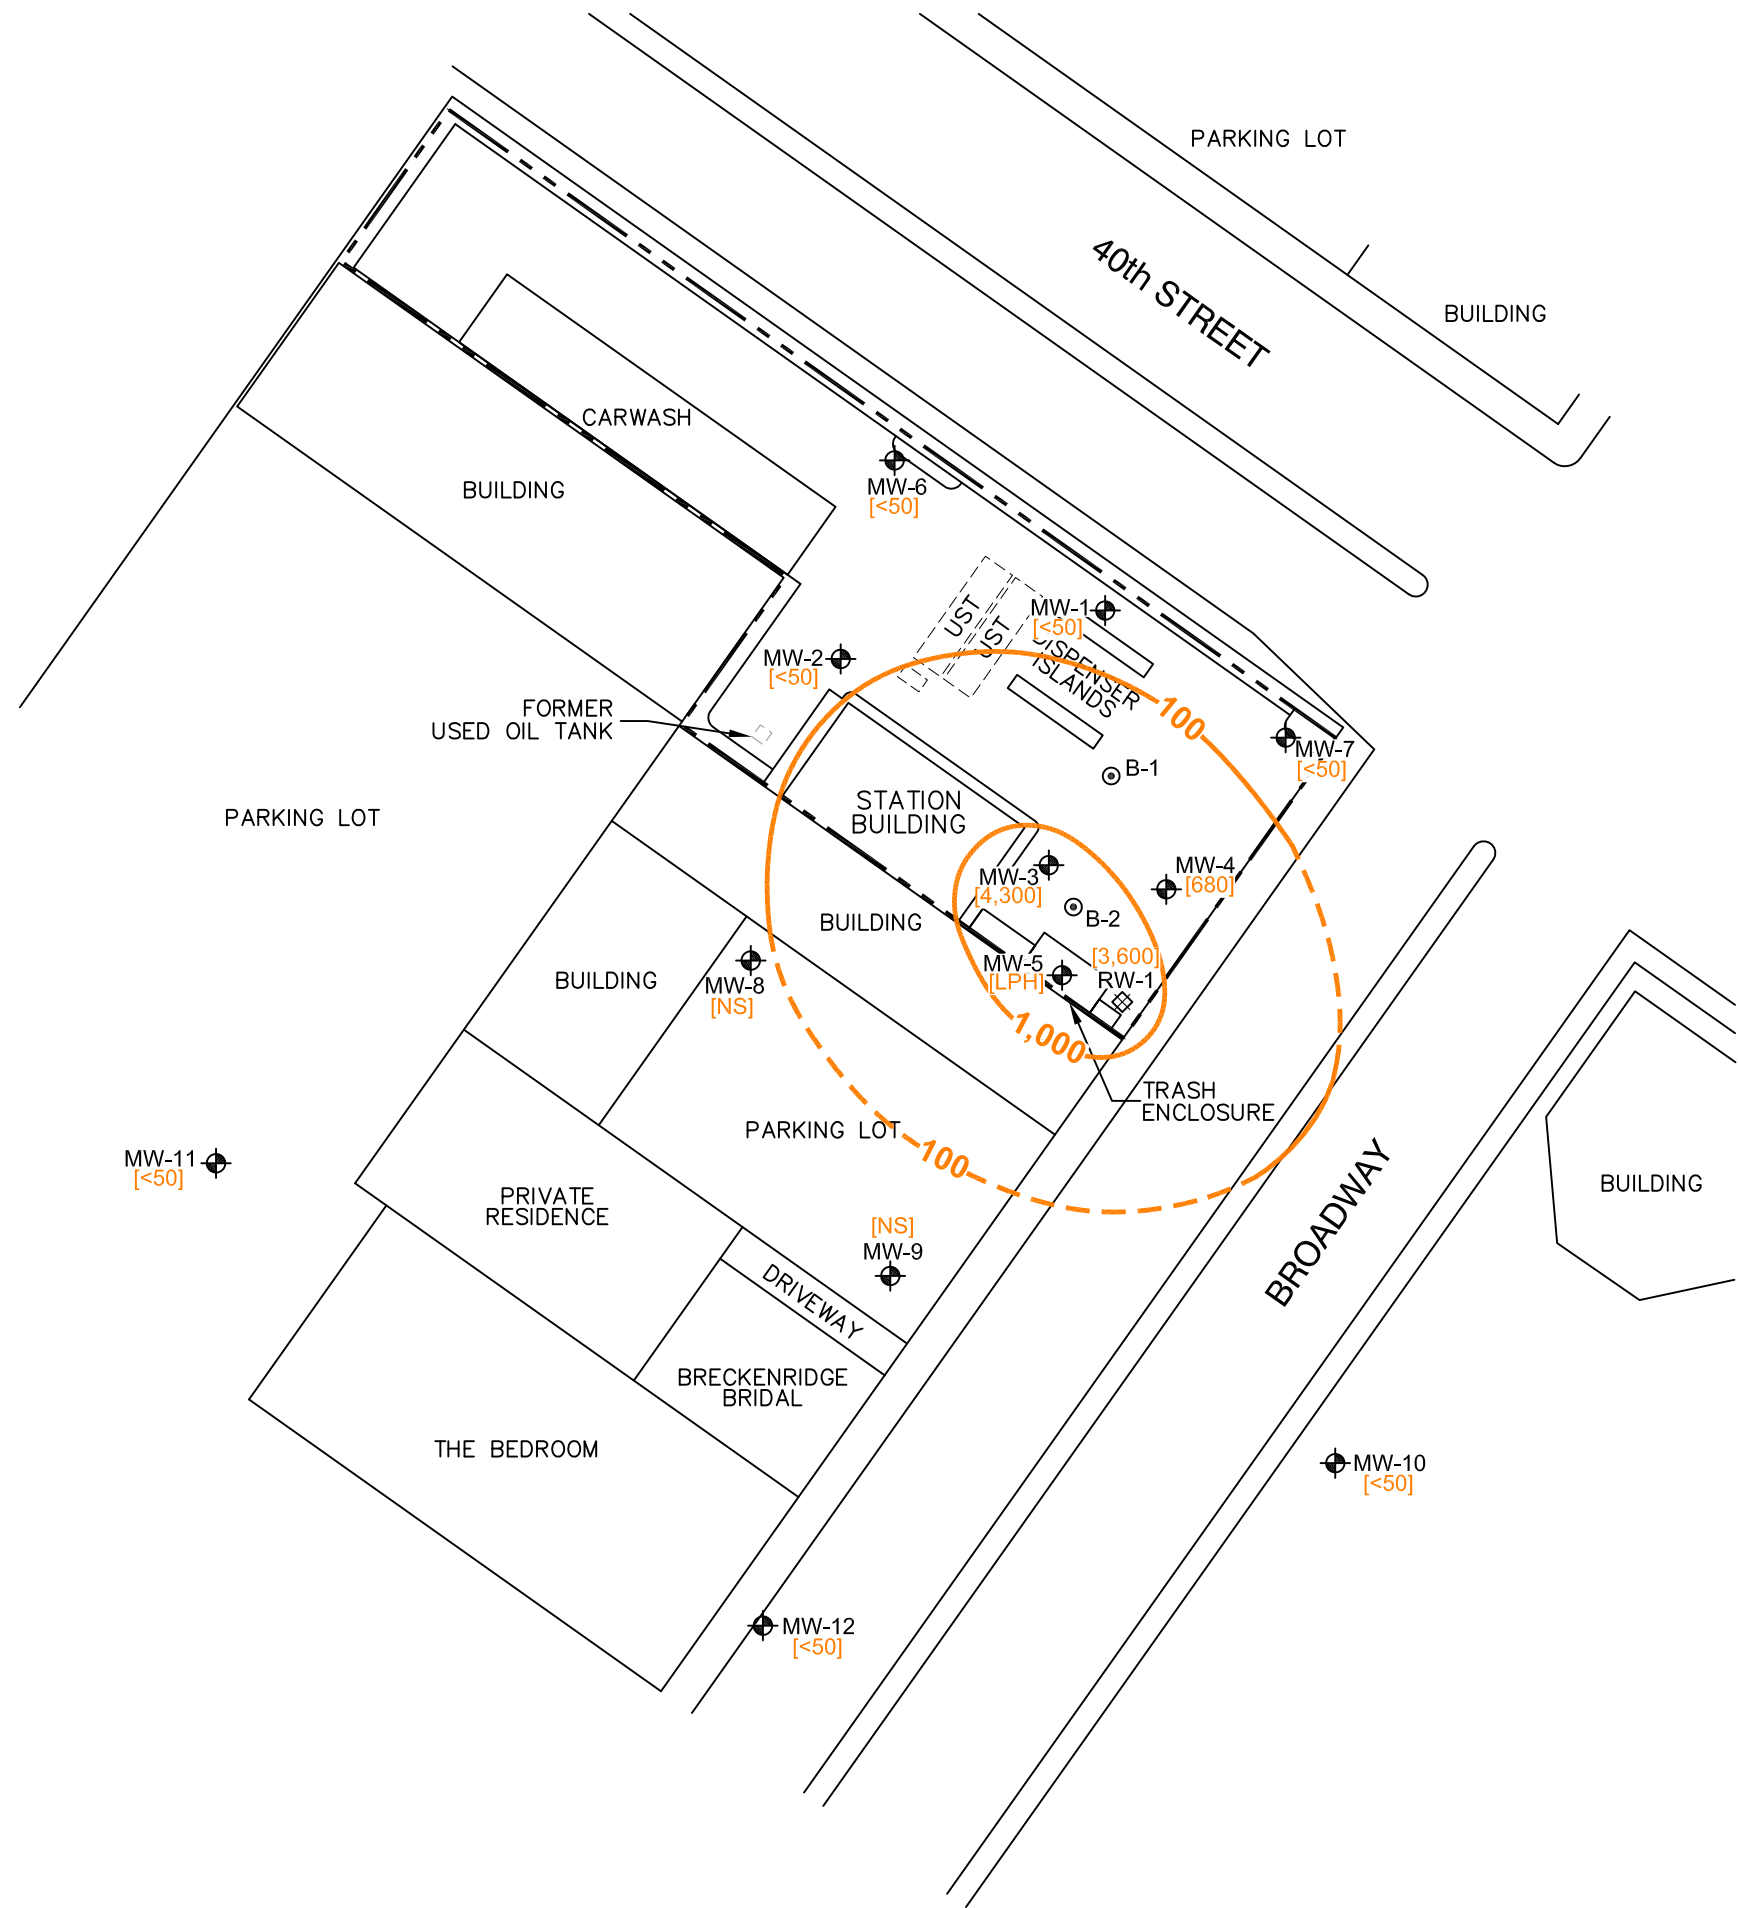 PARKING LOT
40th STREET
BUILDING
CARWASH
BUILDING
MW-6
[<50]
UST
UST
MW-1
[<50]
DISPENSER
ISLANDS
MW-2
[<50]
FORMER
USED OIL TANK
100
MW-7
[<50]
B-1
STATION
BUILDING
PARKING LOT
MW-3
[4,300]
MW-4
[680]
B-2
BUILDING
[3,600]
RW-1
MW-5
[LPH]
BUILDING
MW-8
[NS]
1,000
TRASH
ENCLOSURE
PARKING LOT
100
MW-11
[<50]
PRIVATE
RESIDENCE
BROADWAY
BUILDING
[NS]
MW-9
DRIVEWAY
BRECKENRIDGE
BRIDAL
THE BEDROOM
MW-10
[<50]
MW-12
[<50]